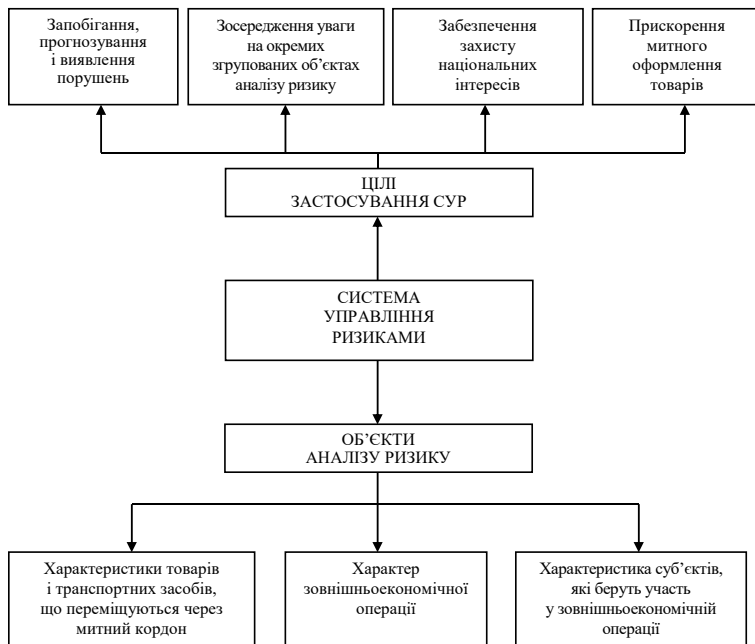 Запобігання,
прогнозування
і виявлення
порушень
Зосередження уваги
на окремих
згрупованих об’єктах
аналізу ризику
Забезпечення
захисту
національних
інтересів
Прискорення
митного
оформлення
товарів
ЦІЛІ
ЗАСТОСУВАННЯ СУР
СИСТЕМА
УПРАВЛІННЯ
РИЗИКАМИ
ОБ’ЄКТИ
АНАЛІЗУ РИЗИКУ
Характеристики товарів
і транспортних засобів,
що переміщуються через
митний кордон
Характер
зовнішньоекономічної
операції
Характеристика суб’єктів,
які беруть участь
у зовнішньоекономічній
операції